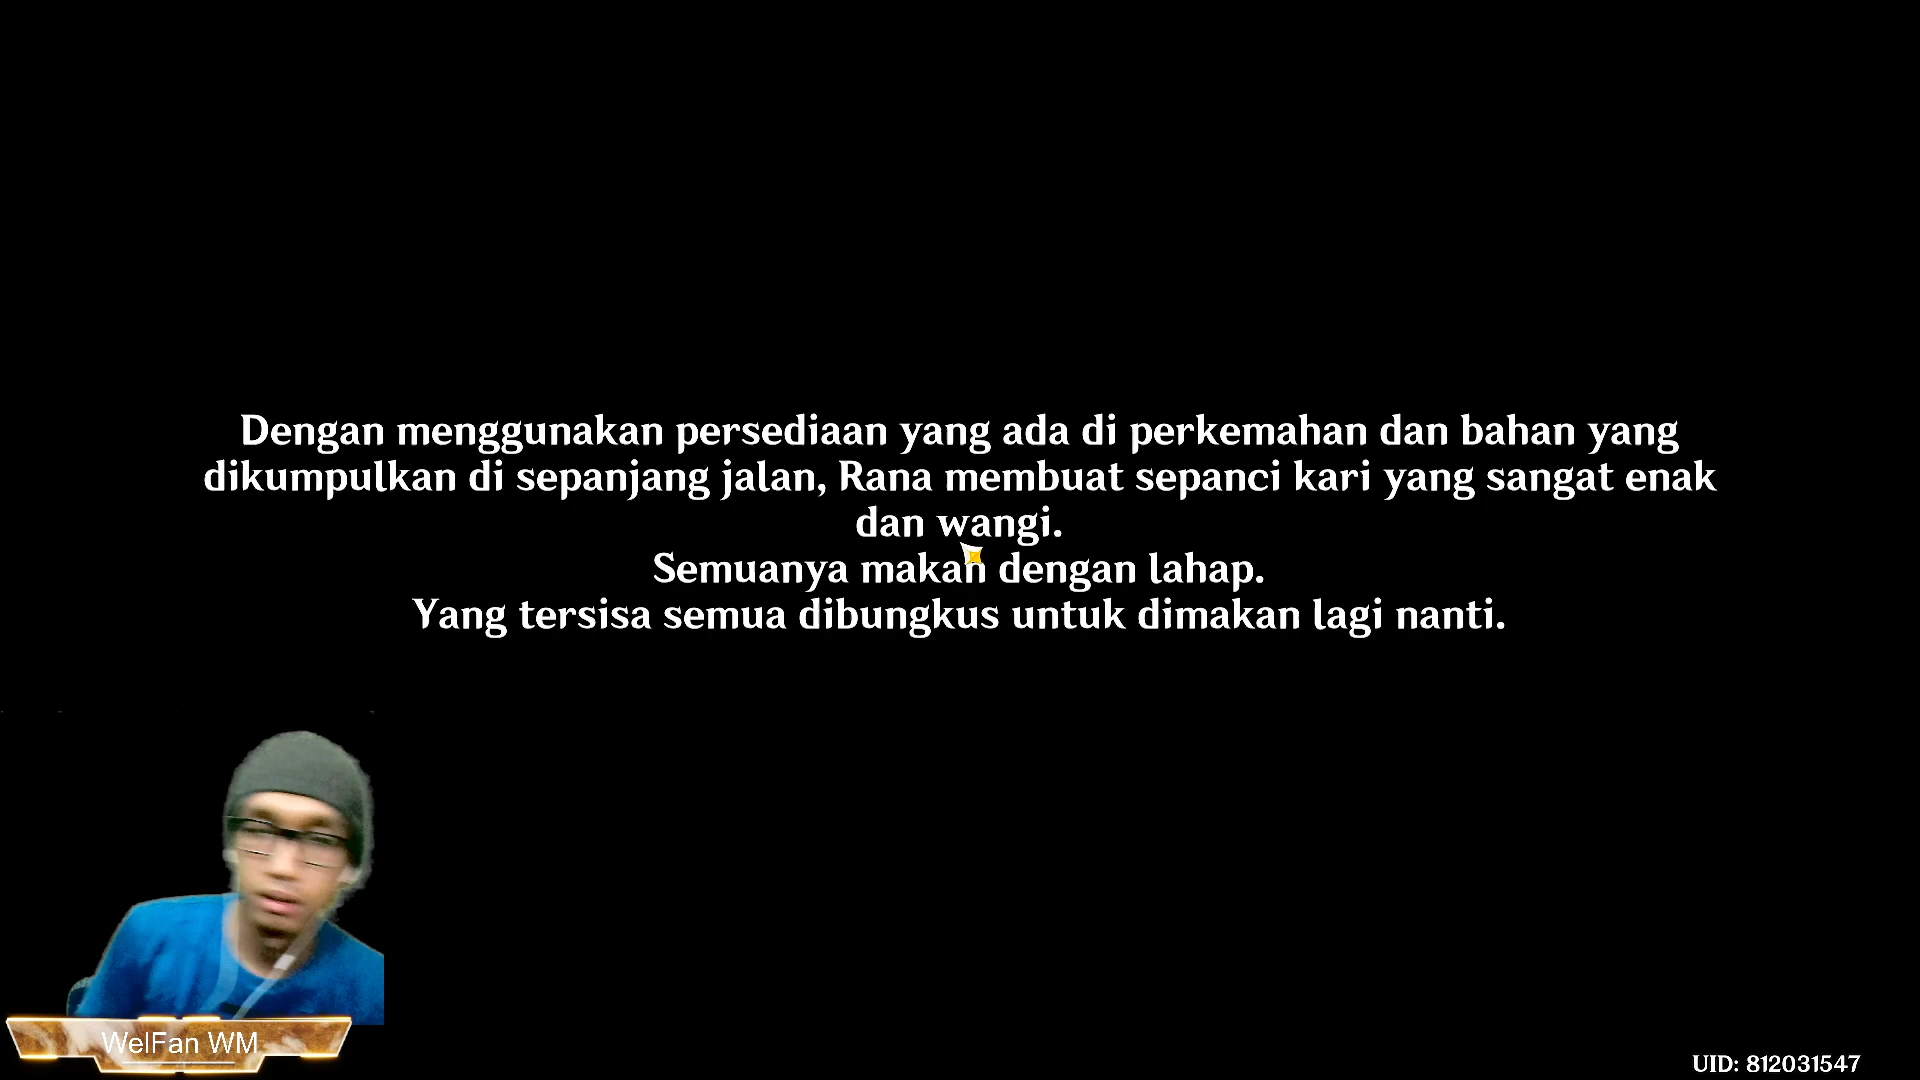 Dengan menggunakan persediaan yang ada di perkemahan dan bahan yang
dikumpulkan di sepanjang jalan, Rana membuat sepanci kari yang sangat enak
dan wangi.
Semuanya makan dengan lahap.
Yang tersisa semua dibungkus untuk dimakan lagi nanti.
WelFan WM
UID: 812031547